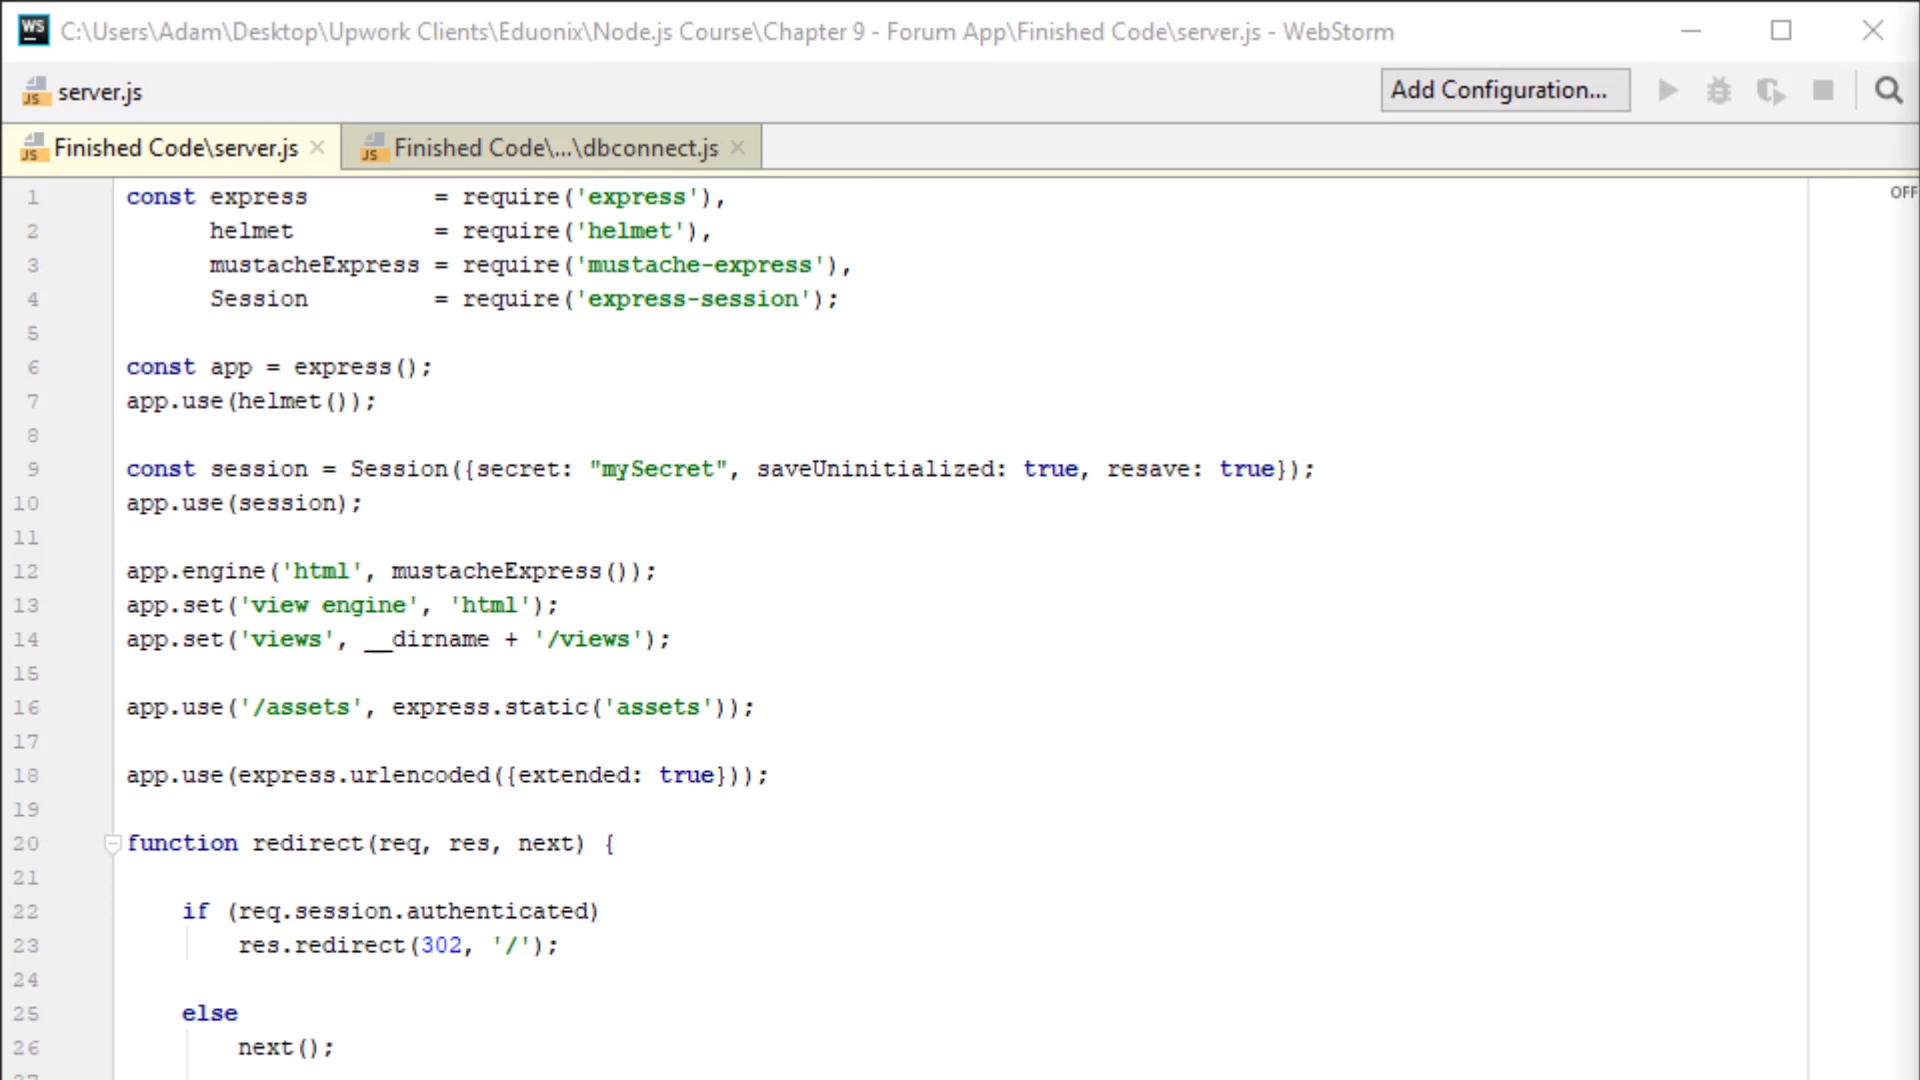 WS C:\Users\Adam\Desktop\Upwork Clients\Eduonix\Node.js Course\Chapter 9 - Forum App\Finished Code\server.js - WebStorm
JS server.js Add Configuration...
JS Finished Code\server.js JS Finished Code\...\dbconnect.js
OFF
1 const express         = require('express'),
2       helmet          = require('helmet'),
3       mustacheExpress = require('mustache-express'),
4       Session         = require('express-session');
5
6 const app = express();
7 app.use(helmet());
8
9 const session = Session({secret: "mySecret", saveUninitialized: true, resave: true});
10 app.use(session);
11
12 app.engine('html', mustacheExpress());
13 app.set('view engine', 'html');
14 app.set('views', __dirname + '/views');
15
16 app.use('/assets', express.static('assets'));
17
18 app.use(express.urlencoded({extended: true}));
19
20 function redirect(req, res, next) {
21
22     if (req.session.authenticated)
23         res.redirect(302, '/');
24
25     else
26         next();